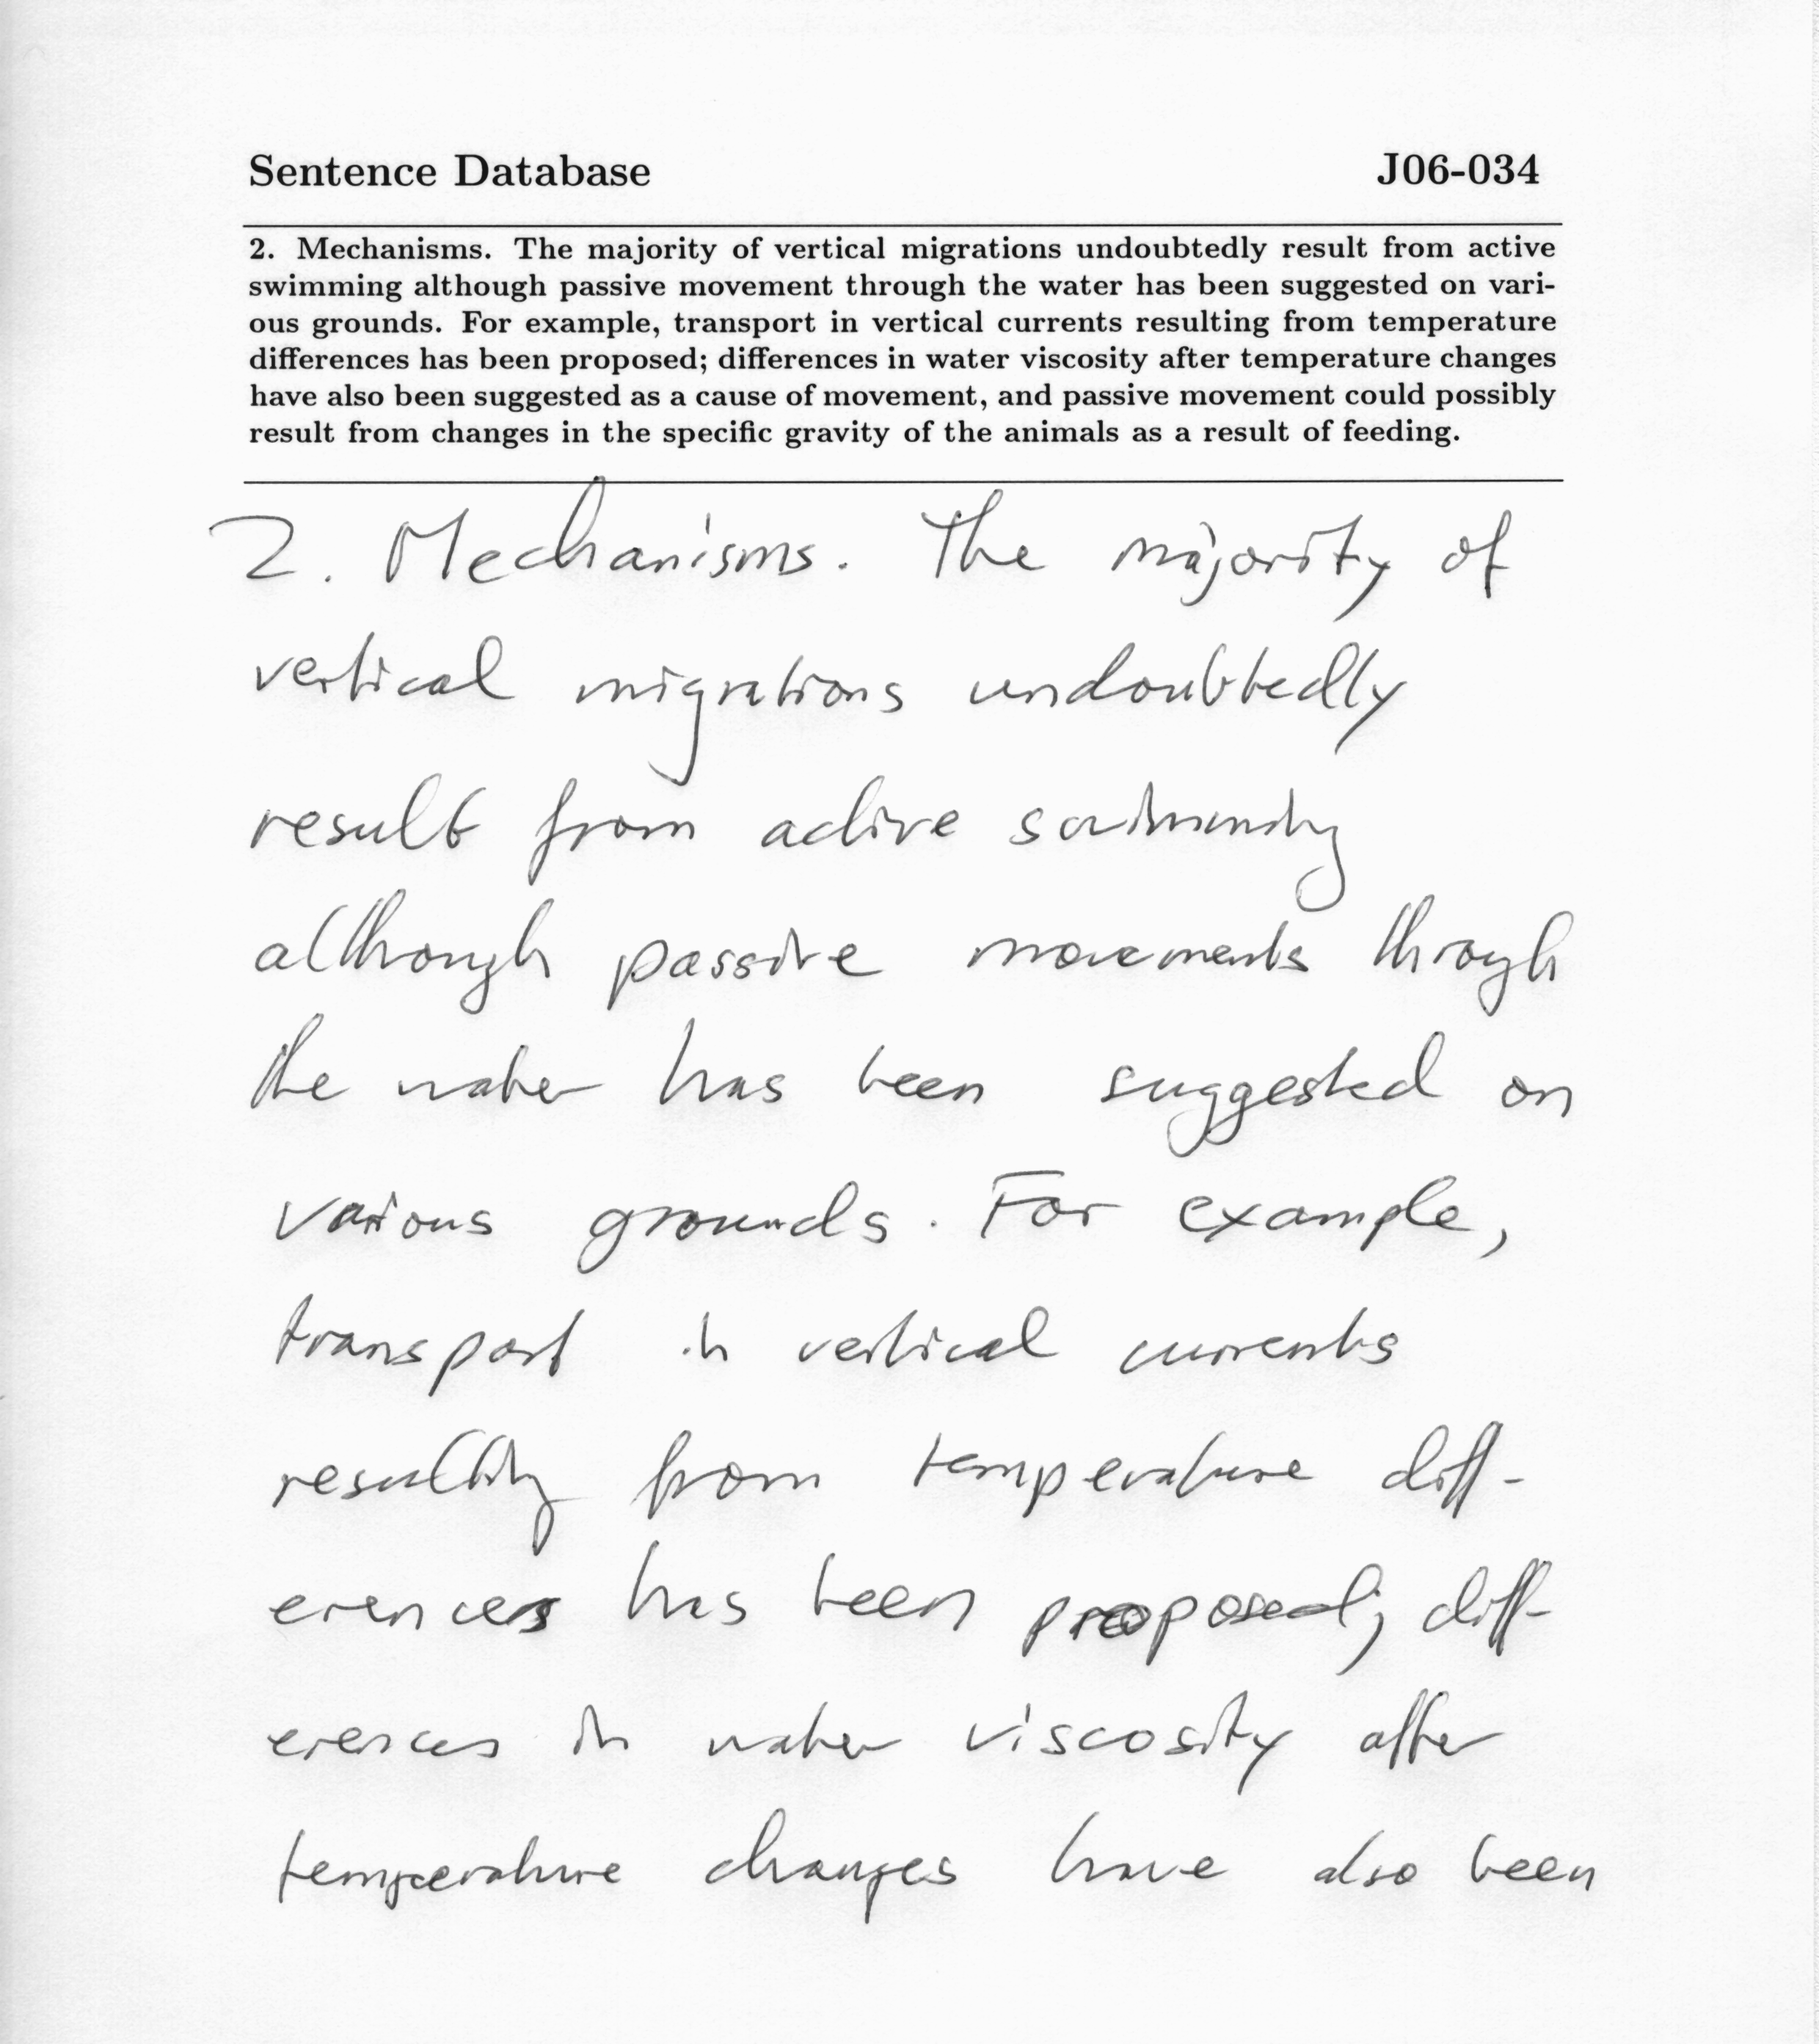 Sentence Database J06-034
2. Mechanisms. The majority of vertical migrations undoubtedly result from active
swimming although passive movement through the water has been suggested on vari-
ous grounds. For example, transport in vertical currents resulting from temperature
differences has been proposed; differences in water viscosity after temperature changes
have also been suggested as a cause of movement, and passive movement could possibly
result from changes in the specific gravity of the animals as a result of feeding.
2. Mechanisms. The majority of
vertical migrations undoubtedly
result from active swimming
although passive movements through
the water has been suggested on
various grounds. For example,
transport in vertical currents
resulting from temperature diff-
erences has been proposed; diff-
erences in water viscosity after
temperature changes have also been